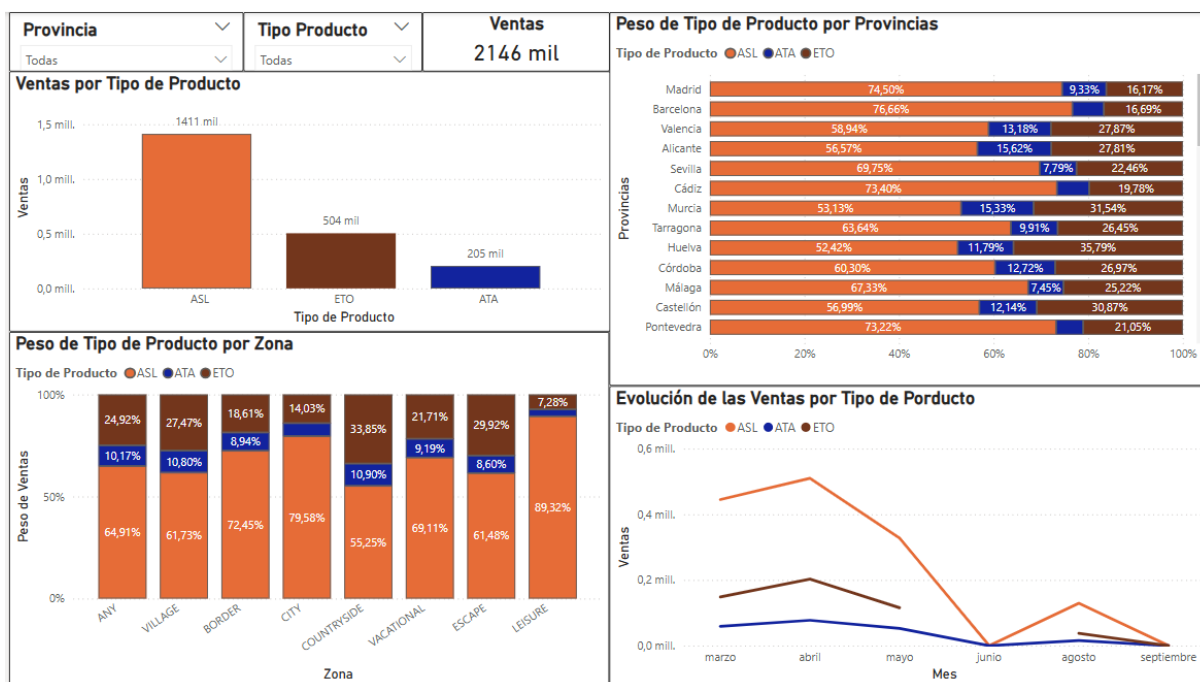 Provincia
Todas
Tipo Producto
Todas
Ventas
2146 mil
Ventas por Tipo de Producto
Ventas
1,5 mill.
1,0 mill.
0,5 mill.
0,0 mill.
1411 mil
504 mil
205 mil
ASL ETO ATA
Tipo de Producto
Peso de Tipo de Producto por Zona
Tipo de Producto ASL ATA ETO
Peso de Ventas
100%
50%
0%
24,92% 27,47% 18,61% 14,03% 33,85% 21,71% 29,92% 7,28%
10,17% 10,80% 8,94% 10,90% 9,19% 8,60%
64,91% 61,73% 72,45% 79,58% 55,25% 69,11% 61,48% 89,32%
ANY VILLAGE BORDER CITY COUNTRYSIDE VACATIONAL ESCAPE LEISURE
Zona
Peso de Tipo de Producto por Provincias
Tipo de Producto ASL ATA ETO
Provincias
Madrid 74,50% 9,33% 16,17%
Barcelona 76,66% 16,69%
Valencia 58,94% 13,18% 27,87%
Alicante 56,57% 15,62% 27,81%
Sevilla 69,75% 7,79% 22,46%
Cádiz 73,40% 19,78%
Murcia 53,13% 15,33% 31,54%
Tarragona 63,64% 9,91% 26,45%
Huelva 52,42% 11,79% 35,79%
Córdoba 60,30% 12,72% 26,97%
Málaga 67,33% 7,45% 25,22%
Castellón 56,99% 12,14% 30,87%
Pontevedra 73,22% 21,05%
0% 20% 40% 60% 80% 100%
Evolución de las Ventas por Tipo de Porducto
Tipo de Producto ASL ATA ETO
Ventas
0,6 mill.
0,4 mill.
0,2 mill.
0,0 mill.
marzo abril mayo junio agosto septiembre
Mes